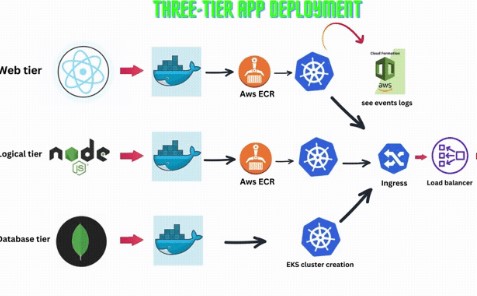 THREE-TIER APP DEPLOYMENT
Cloud Formation
aws
see events logs
Web tier
Aws ECR
Logical tier
node
JS
Aws ECR
Ingress
Load balancer
Database tier
EKS cluster creation